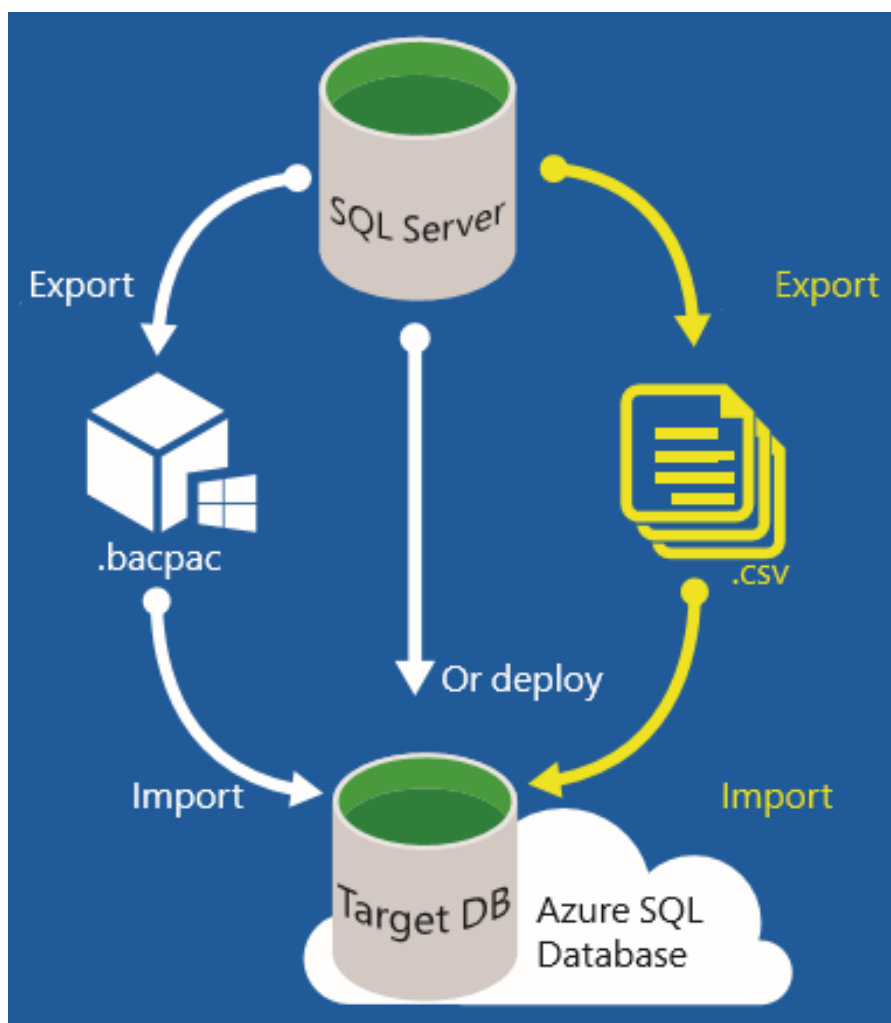 SQL Server
Export
Export
.bacpac
.csv
Or deploy
Import
Import
Target DB
Azure SQL
Database